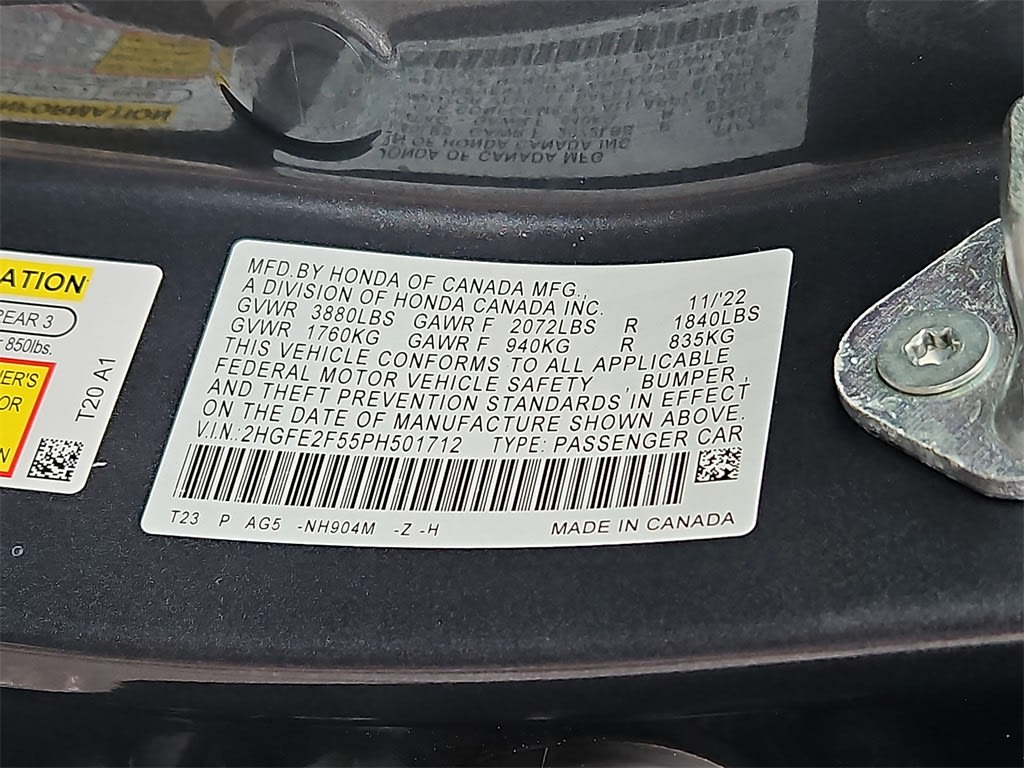 MFD.BY HONDA OF CANADA MFG.,
A DIVISION OF HONDA CANADA INC. 11/'22
GVWR 3880LBS GAWR F 2072LBS R 1840LBS
GVWR 1760KG GAWR F 940KG R 835KG
THIS VEHICLE CONFORMS TO ALL APPLICABLE
FEDERAL MOTOR VEHICLE SAFETY , BUMPER ,
AND THEFT PREVENTION STANDARDS IN EFFECT
ON THE DATE OF MANUFACTURE SHOWN ABOVE.
V.I.N.:2HGFE2F55PH501712 TYPE: PASSENGER CAR
T23 P AG5 -NH904M -Z -H MADE IN CANADA
ATION
REAR 3
850lbs.
ER'S
OR
N
T20 A1